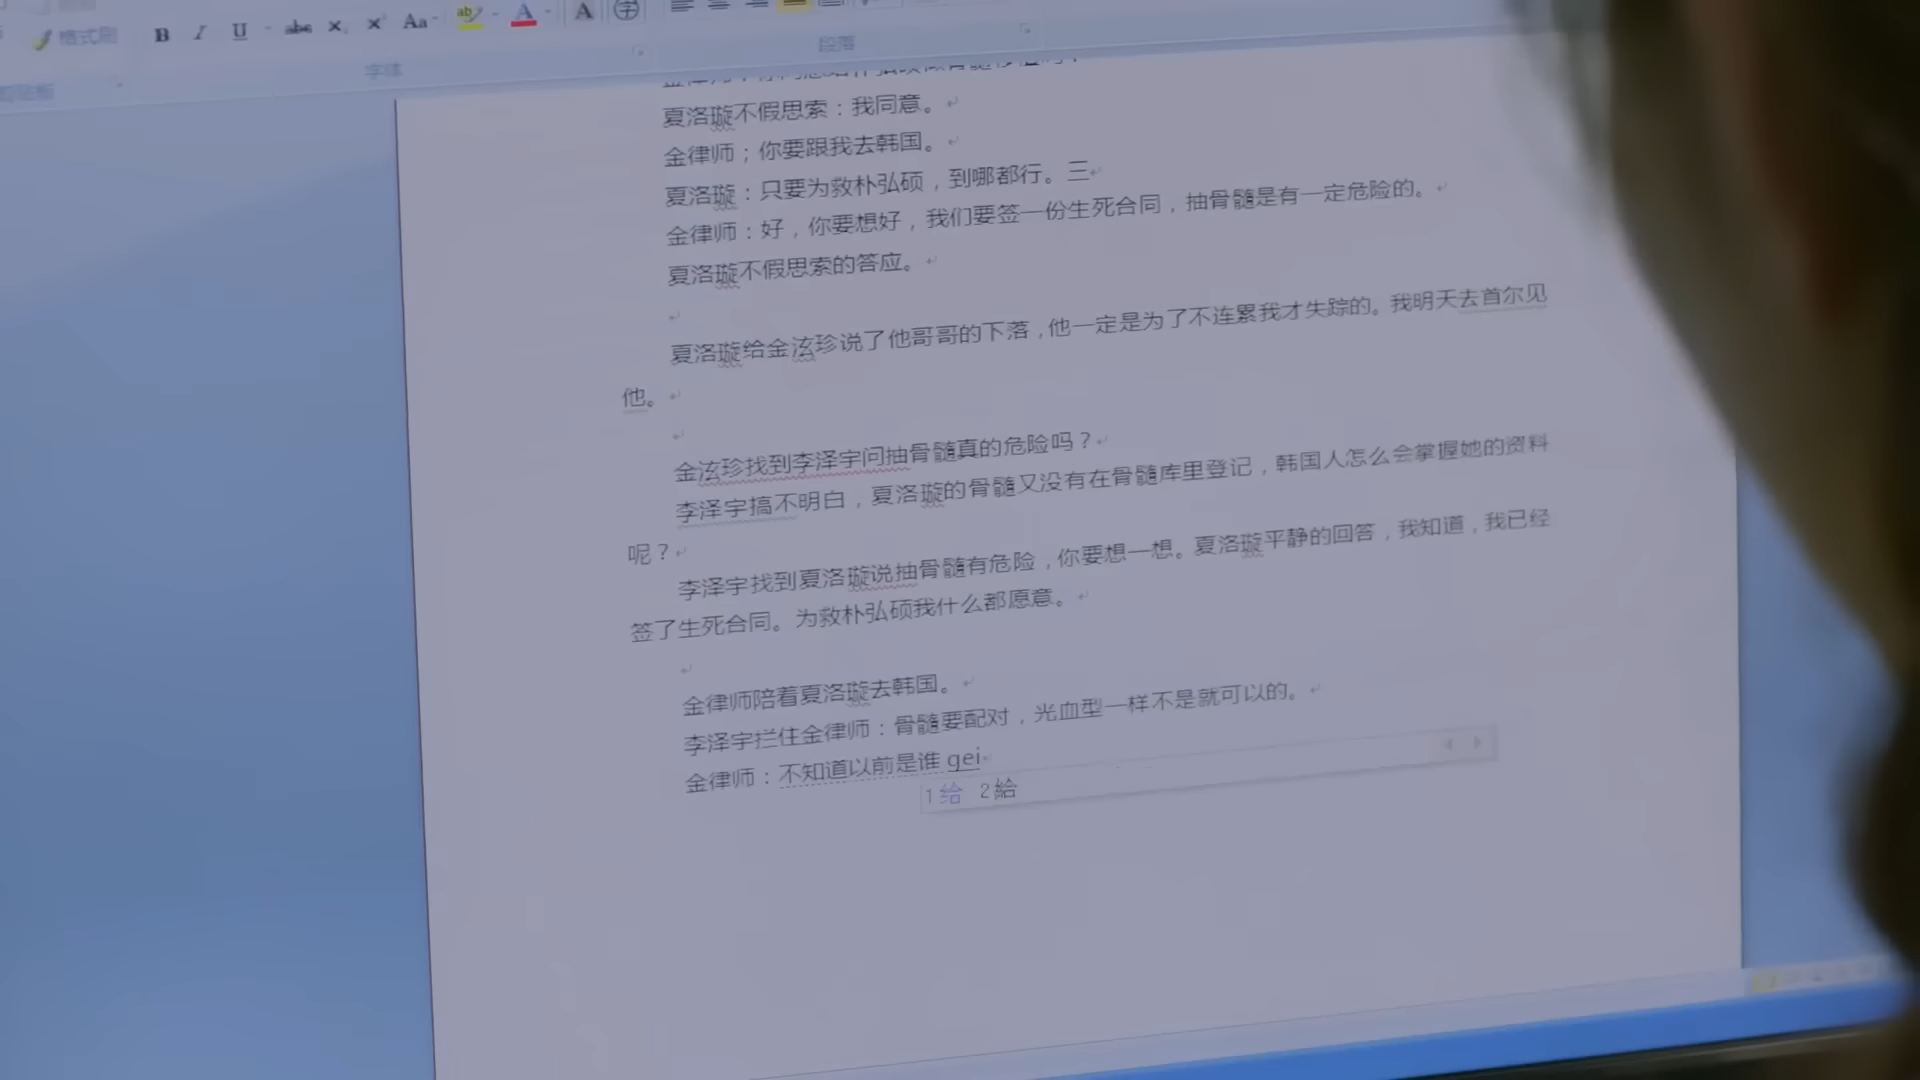 格式刷
B I U abc Aa A A 字
字体
段落
夏洛璇不假思索：我同意。
金律师；你要跟我去韩国。
夏洛璇：只要为救朴弘硕，到哪都行。三
金律师：好，你要想好，我们要签一份生死合同，抽骨髓是有一定危险的。
夏洛璇不假思索的答应。
夏洛璇给金泫珍说了他哥哥的下落，他一定是为了不连累我才失踪的。我明天去首尔见
他。
金泫珍找到李泽宇问抽骨髓真的危险吗？
李泽宇搞不明白，夏洛璇的骨髓又没有在骨髓库里登记，韩国人怎么会掌握她的资料
呢？
李泽宇找到夏洛璇说抽骨髓有危险，你要想一想。夏洛璇平静的回答，我知道，我已经
签了生死合同。为救朴弘硕我什么都愿意。
金律师陪着夏洛璇去韩国。
李泽宇拦住金律师：骨髓要配对，光血型一样不是就可以的。
金律师：不知道以前是谁 gei
1给 2給